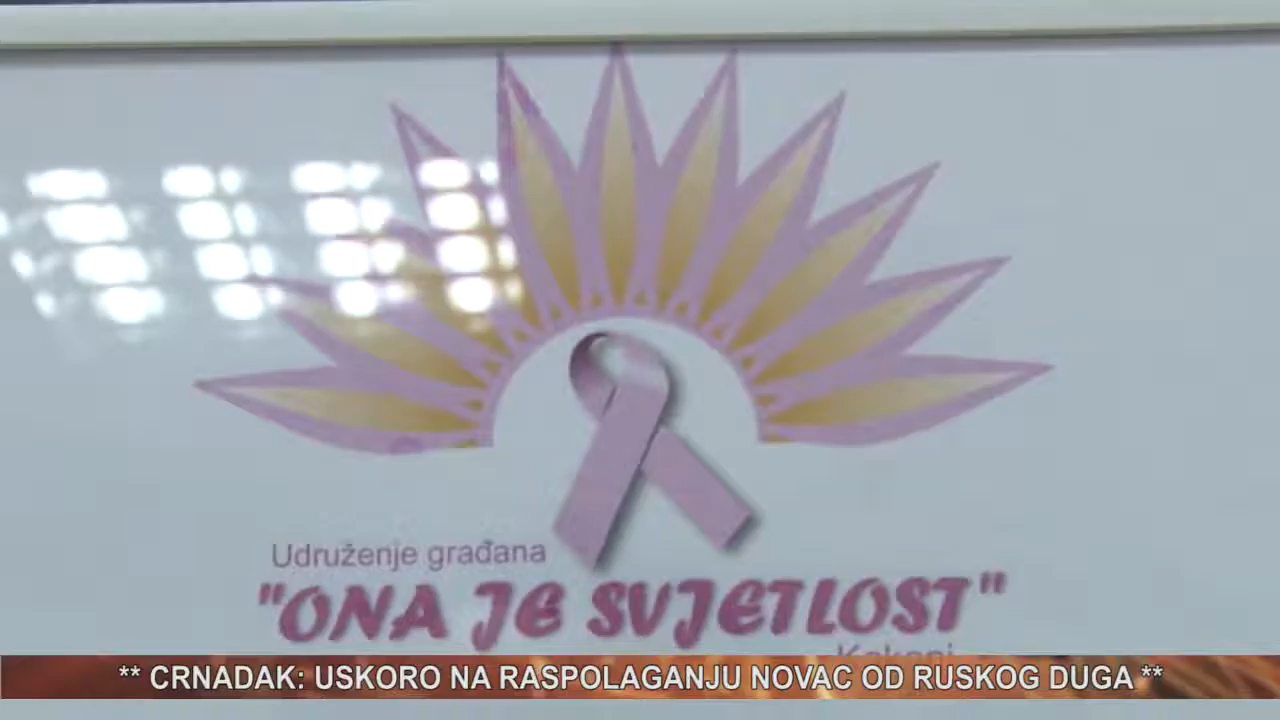 Udruženje građana
"ONA JE SVJETLOST"
** CRNADAK: USKORO NA RASPOLAGANJU NOVAC OD RUSKOG DUGA **